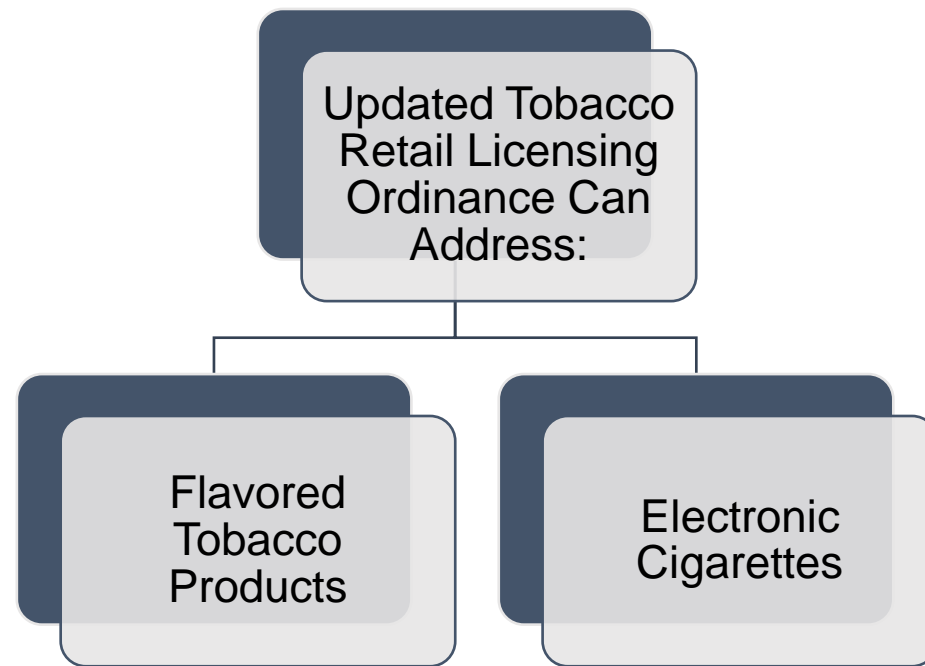 Updated Tobacco
Retail Licensing
Ordinance Can
Address:
Flavored
Tobacco
Products
Electronic
Cigarettes